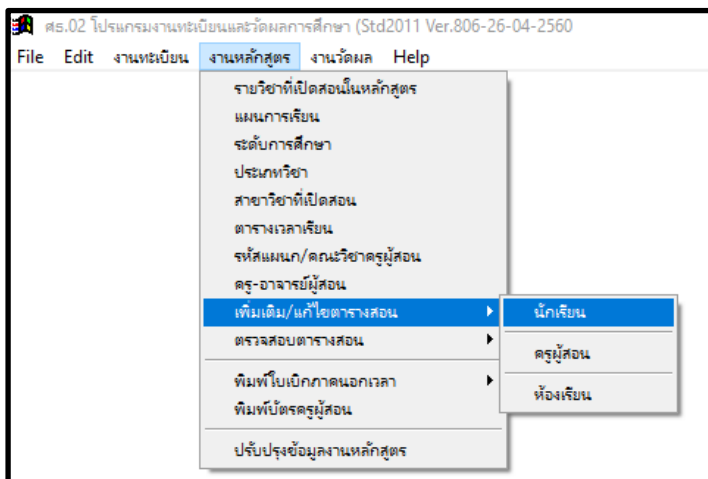 ศธ.02 โปรแกรมงานทะเบียนและวัดผลการศึกษา (Std2011 Ver.806-26-04-2560
File Edit งานทะเบียน งานหลักสูตร งานวัดผล Help
รายวิชาที่เปิดสอนในหลักสูตร
แผนการเรียน
ระดับการศึกษา
ประเภทวิชา
สาขาวิชาที่เปิดสอน
ตารางเวลาเรียน
รหัสแผนก/คณะวิชาครูผู้สอน
ครู-อาจารย์ผู้สอน
เพิ่มเติม/แก้ไขตารางสอน
นักเรียน
ตรวจสอบตารางสอน
ครูผู้สอน
พิมพ์ใบเบิกภาคนอกเวลา
ห้องเรียน
พิมพ์บัตรครูผู้สอน
ปรับปรุงข้อมูลงานหลักสูตร